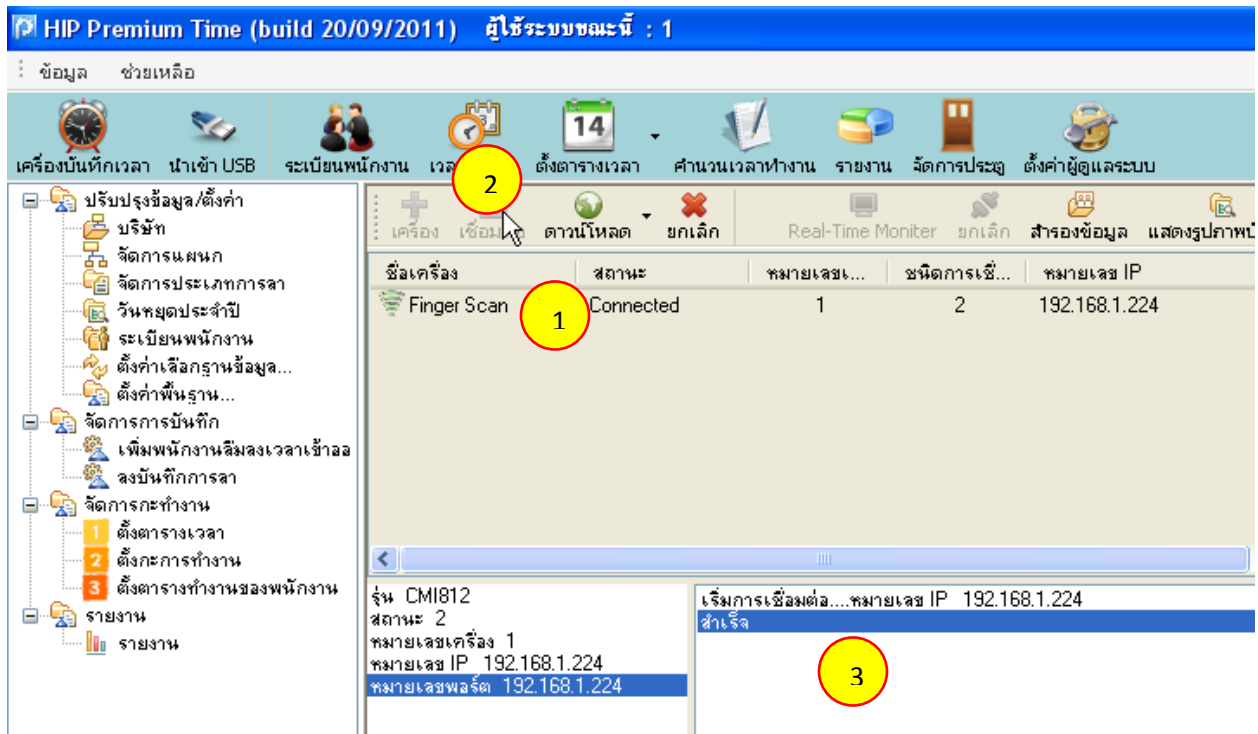 HIP Premium Time (build 20/09/2011) ผู้ใช้ระบบขณะนี้ : 1
ข้อมูล ช่วยเหลือ
เครื่องบันทึกเวลา นำเข้า USB ระเบียนพนักงาน 14 ตั้งตารางเวลา คำนวนเวลาทำงาน รายงาน จัดการประตู ตั้งค่าผู้ดูแลระบบ
2
เครื่อง ดาวน์โหลด ยกเลิก Real-Time Moniter ยกเลิก สำรองข้อมูล
ชื่อเครื่อง สถานะ หมายเลขเ... ชนิดการเชื่... หมายเลข IP
Finger Scan 1 Connected 1 2 192.168.1.224
ปรับปรุงข้อมูล/ตั้งค่า
บริษัท
จัดการแผนก
จัดการประเภทการลา
วันหยุดประจำปี
ระเบียนพนักงาน
ตั้งค่าเลือกฐานข้อมูล...
ตั้งค่าพื้นฐาน...
จัดการการบันทึก
เพิ่มพนักงานลืมลงเวลาเข้าออ
ลงบันทึกการลา
จัดการกะทำงาน
1 ตั้งตารางเวลา
2 ตั้งกะการทำงาน
3 ตั้งตารางทำงานของพนักงาน
รายงาน
รายงาน
รุ่น CMI812
สถานะ 2
หมายเลขเครื่อง 1
หมายเลข IP 192.168.1.224
หมายเลขพอร์ต 192.168.1.224
เริ่มการเชื่อมต่อ....หมายเลข IP 192.168.1.224
สำเร็จ
3